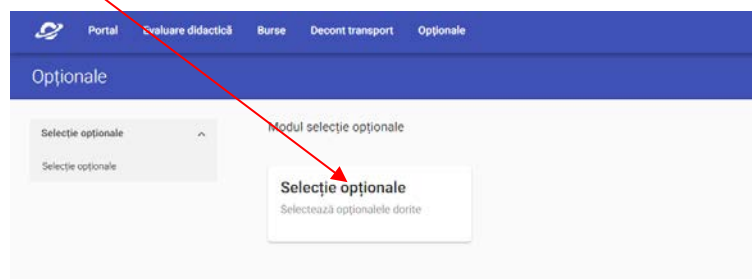 Portal Evaluare didactică Burse Decont transport Opționale
Opționale
Selecție opționale
Selecție opționale
Modul selecție opționale
Selecție opționale
Selectează opționalele dorite